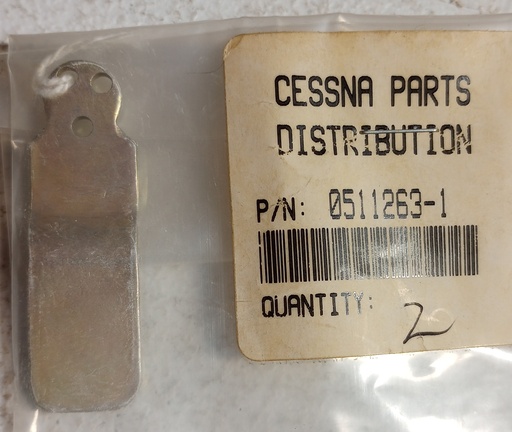 CESSNA PARTS
DISTRIBUTION
P/N: 0511263-1
QUANTITY: 2